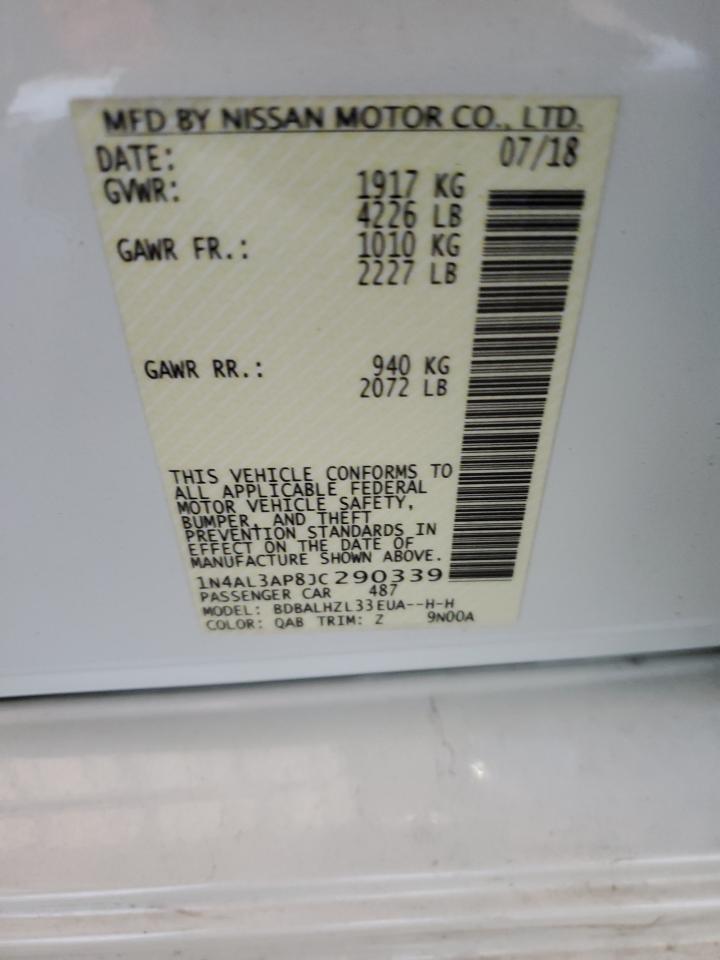 MFD BY NISSAN MOTOR CO., LTD.
DATE: 07/18
GVWR: 1917 KG
4226 LB
GAWR FR.: 1010 KG
2227 LB
GAWR RR.: 940 KG
2072 LB
THIS VEHICLE CONFORMS TO
ALL APPLICABLE FEDERAL
MOTOR VEHICLE SAFETY,
BUMPER, AND THEFT
PREVENTION STANDARDS IN
EFFECT ON THE DATE OF
MANUFACTURE SHOWN ABOVE.
1N4AL3AP8JC290339
PASSENGER CAR 487
MODEL: BDBALHZL33EUA--H-H
COLOR: QAB TRIM: Z 9N00A